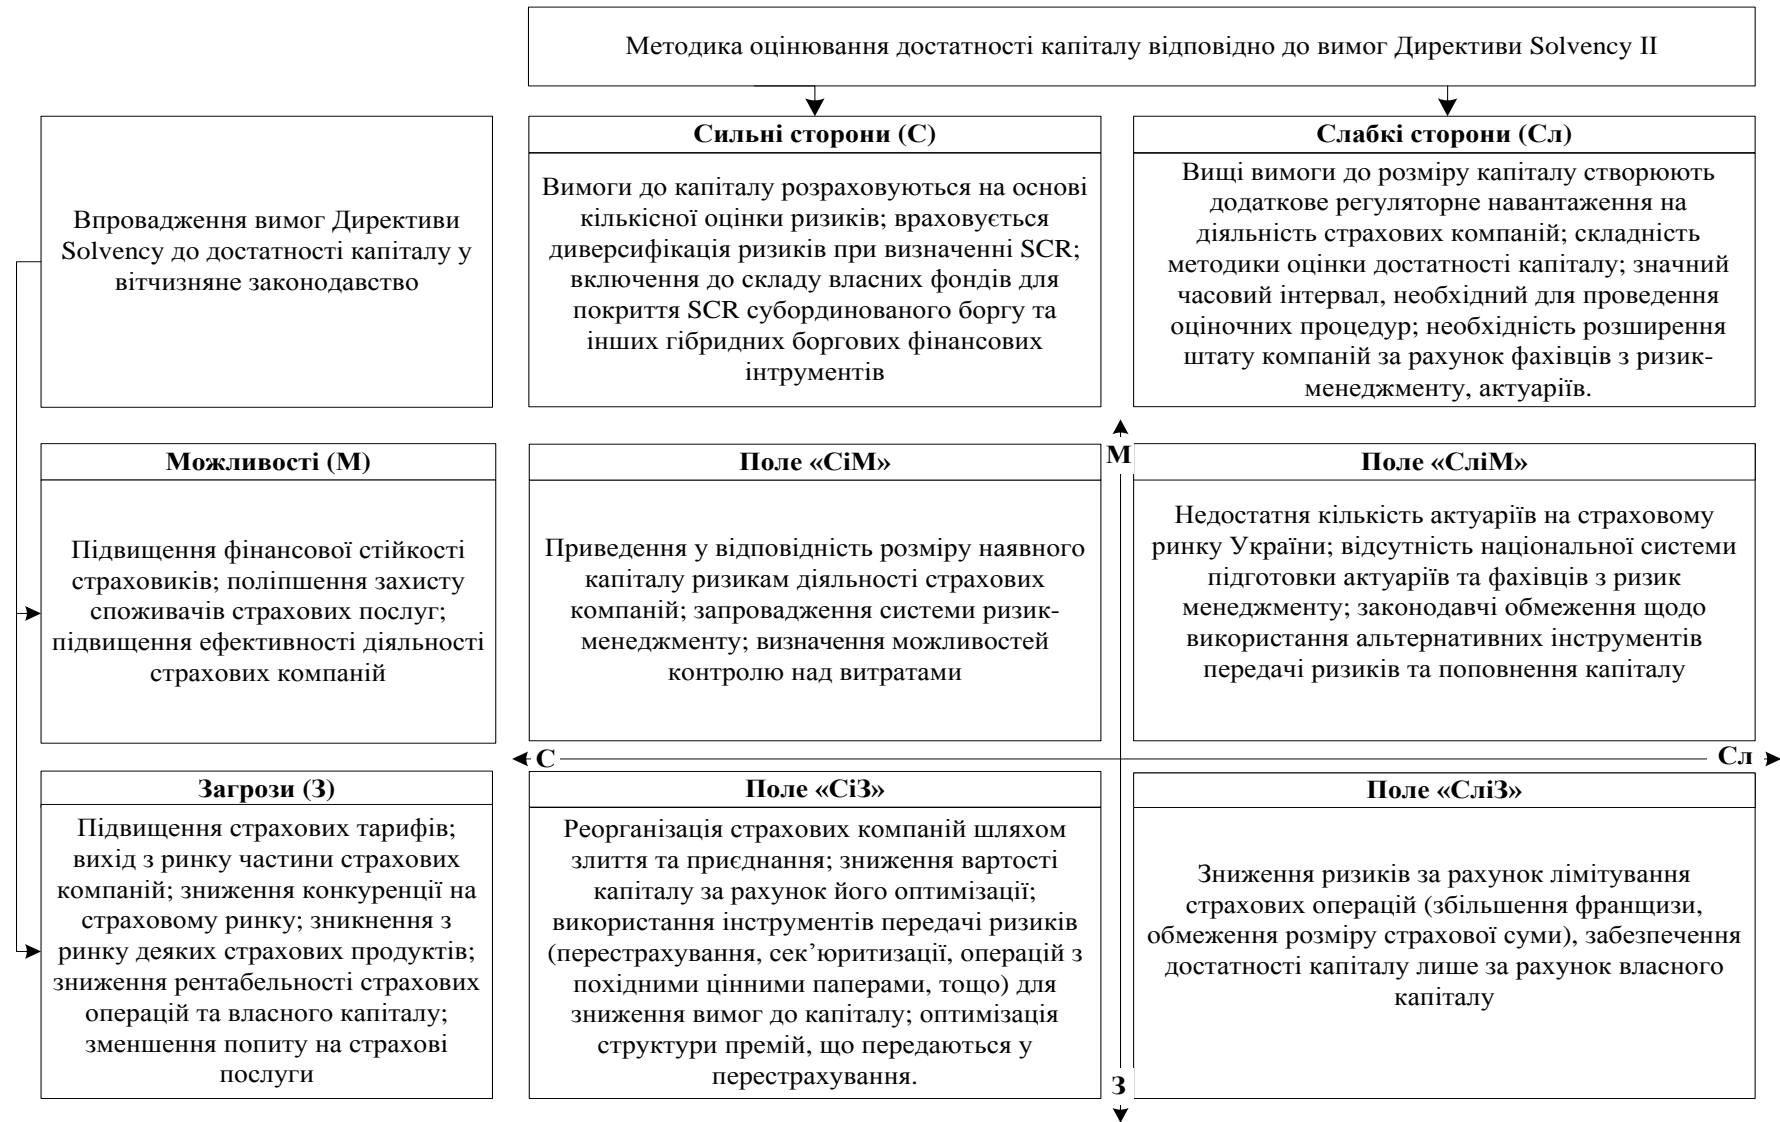 Методика оцінювання достатності капіталу відповідно до вимог Директиви Solvency II
Впровадження вимог Директиви
Solvency до достатності капіталу у
вітчизняне законодавство
Сильні сторони (С)
Вимоги до капіталу розраховуються на основі
кількісної оцінки ризиків; враховується
диверсифікація ризиків при визначенні SCR;
включення до складу власних фондів для
покриття SCR субординованого боргу та
інших гібридних боргових фінансових
інтрументів
Слабкі сторони (Сл)
Вищі вимоги до розміру капіталу створюють
додаткове регуляторне навантаження на
діяльність страхових компаній; складність
методики оцінки достатності капіталу; значний
часовий інтервал, необхідний для проведення
оціночних процедур; необхідність розширення
штату компаній за рахунок фахівців з ризик-
менеджменту, актуаріїв.
Можливості (М)
Підвищення фінансової стійкості
страховиків; поліпшення захисту
споживачів страхових послуг;
підвищення ефективності діяльності
страхових компаній
Поле «СіМ»
Приведення у відповідність розміру наявного
капіталу ризикам діяльності страхових
компаній; запровадження системи ризик-
менеджменту; визначення можливостей
контролю над витратами
М
Поле «СліМ»
Недостатня кількість актуаріїв на страховому
ринку України; відсутність національної системи
підготовки актуаріїв та фахівців з ризик
менеджменту; законодавчі обмеження щодо
використання альтернативних інструментів
передачі ризиків та поповнення капіталу
С
Сл
Загрози (З)
Підвищення страхових тарифів;
вихід з ринку частини страхових
компаній; зниження конкуренції на
страховому ринку; зникнення з
ринку деяких страхових продуктів;
зниження рентабельності страхових
операцій та власного капіталу;
зменшення попиту на страхові
послуги
Поле «СіЗ»
Реорганізація страхових компаній шляхом
злиття та приєднання; зниження вартості
капіталу за рахунок його оптимізації;
використання інструментів передачі ризиків
(перестрахування, сек’юритизації, операцій з
похідними цінними паперами, тощо) для
зниження вимог до капіталу; оптимізація
структури премій, що передаються у
перестрахування.
З
Поле «СліЗ»
Зниження ризиків за рахунок лімітування
страхових операцій (збільшення францизи,
обмеження розміру страхової суми), забезпечення
достатності капіталу лише за рахунок власного
капіталу